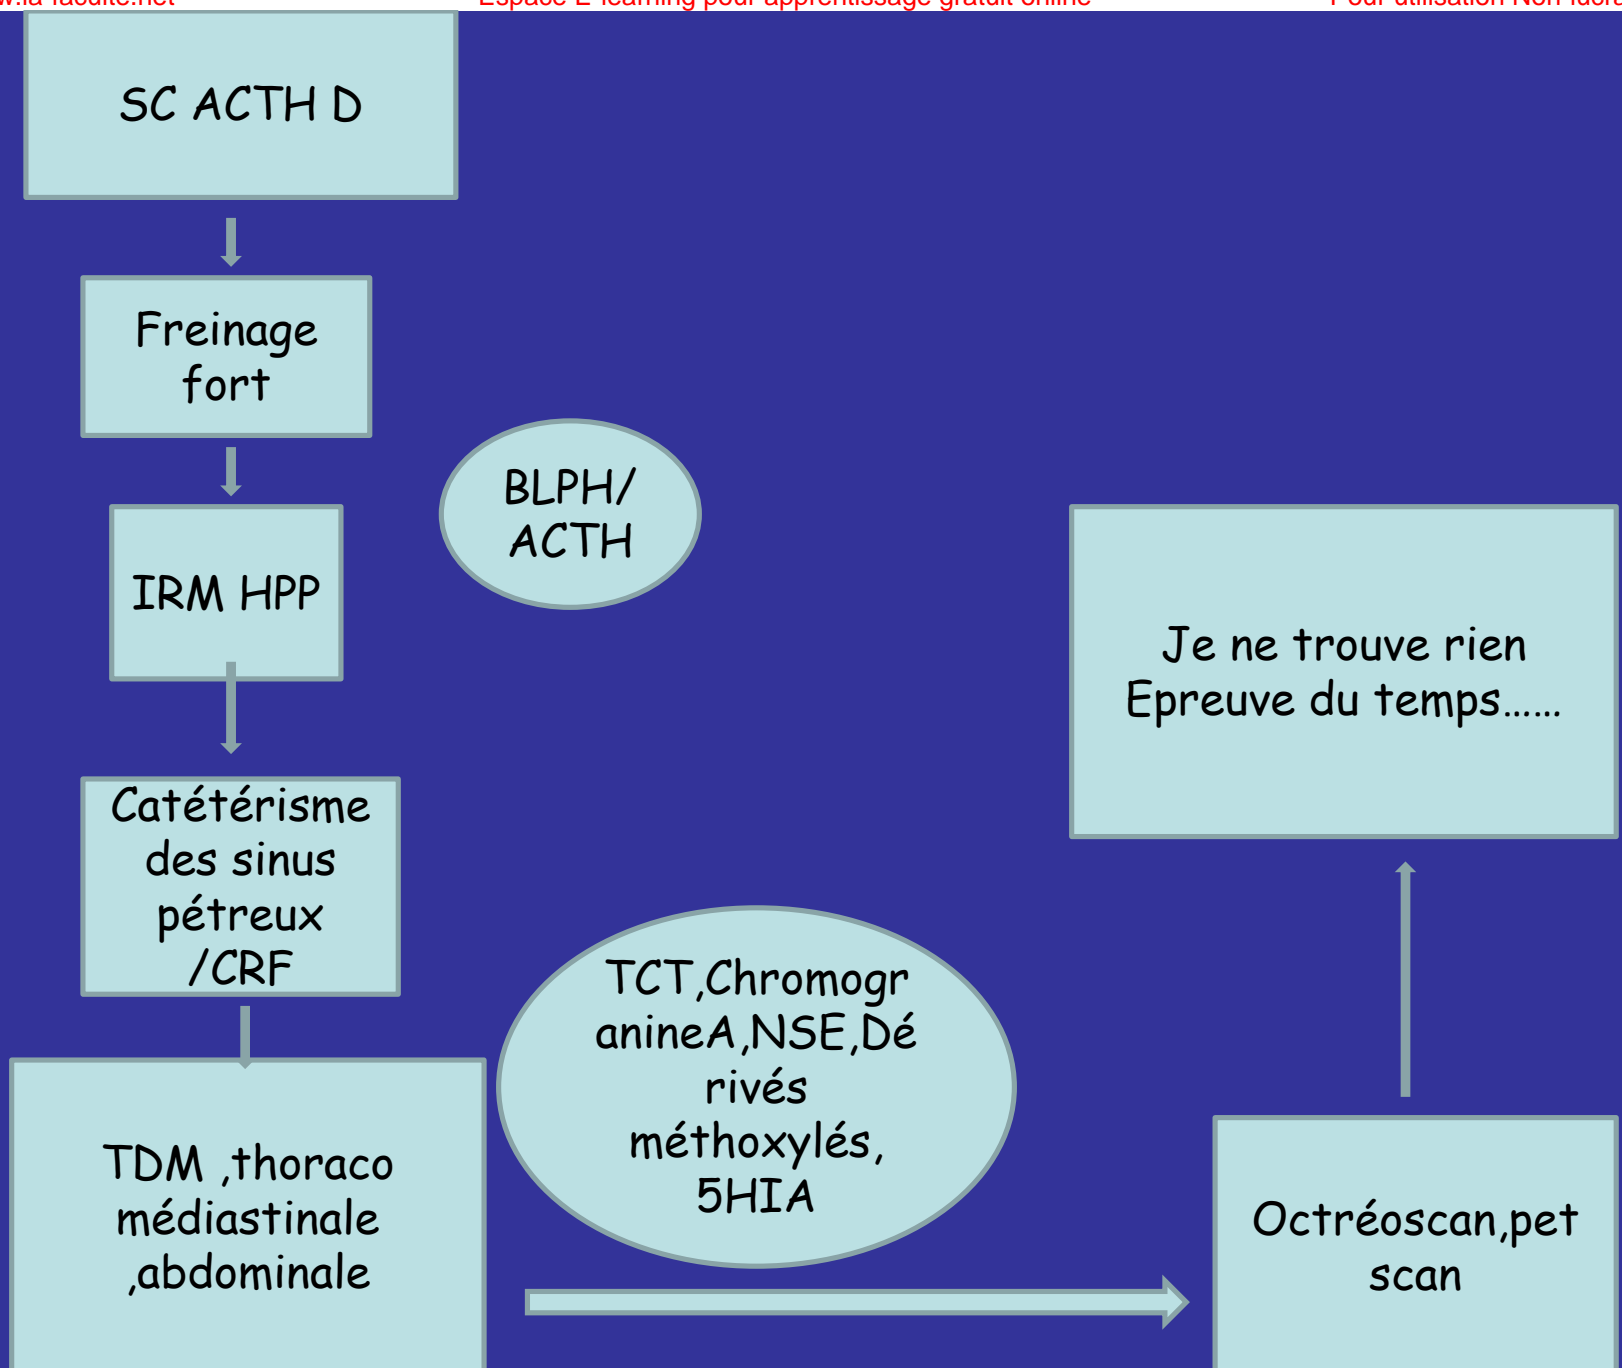 SC ACTH D
Freinage
fort
BLPH/
ACTH
IRM HPP
Catétérisme
des sinus
pétreux
/CRF
TDM ,thoraco
médiastinale
,abdominale
TCT,Chromogr
anineA,NSE,Dé
rivés
méthoxylés,
5HIA
Octréoscan,pet
scan
Je ne trouve rien
Epreuve du temps......